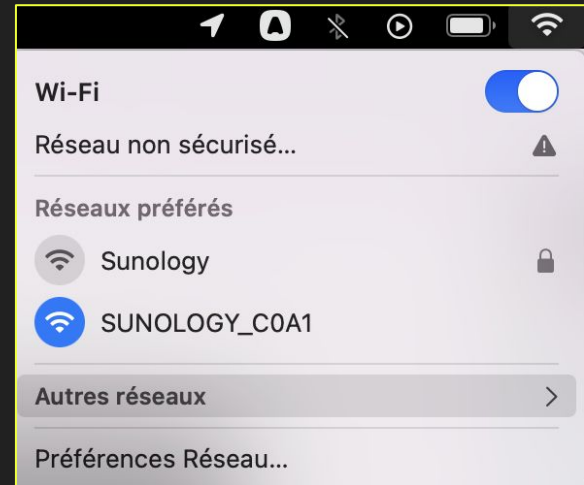 Wi-Fi
Réseau non sécurisé...
Réseaux préférés
Sunology
SUNOLOGY_C0A1
Autres réseaux
Préférences Réseau...